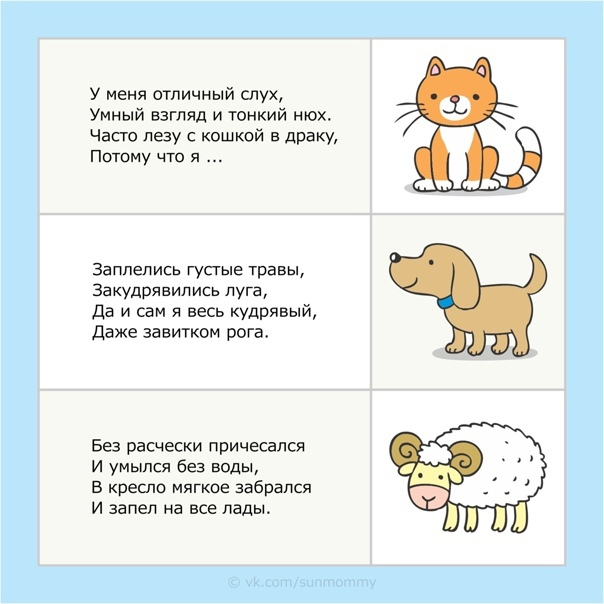 У меня отличный слух,
Умный взгляд и тонкий нюх.
Часто лезу с кошкой в драку,
Потому что я ...
Заплелись густые травы,
Закудрявились луга,
Да и сам я весь кудрявый,
Даже завитком рога.
Без расчески причесался
И умылся без воды,
В кресло мягкое забрался
И запел на все лады.
© vk.com/sunmommy